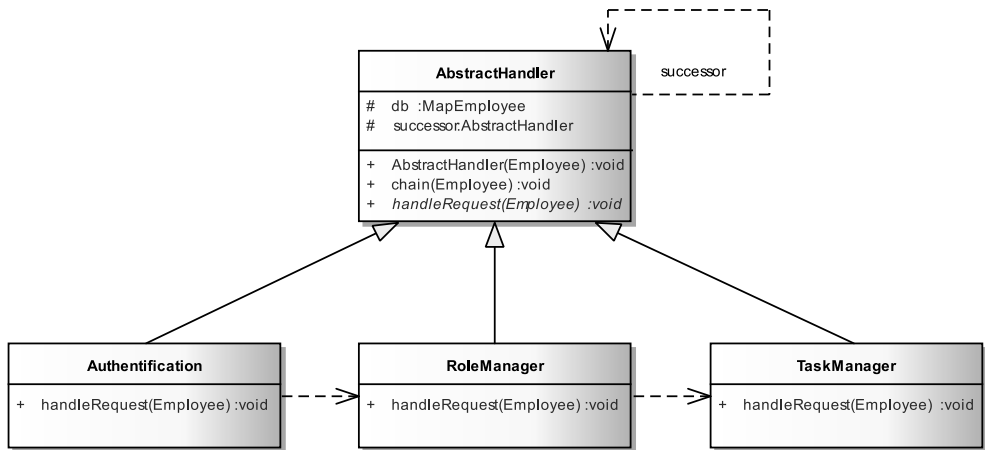 AbstractHandler
successor
# db :MapEmployee
# successor:AbstractHandler
+ AbstractHandler(Employee) :void
+ chain(Employee) :void
+ handleRequest(Employee) :void
Authentification
+ handleRequest(Employee) :void
RoleManager
+ handleRequest(Employee) :void
TaskManager
+ handleRequest(Employee) :void